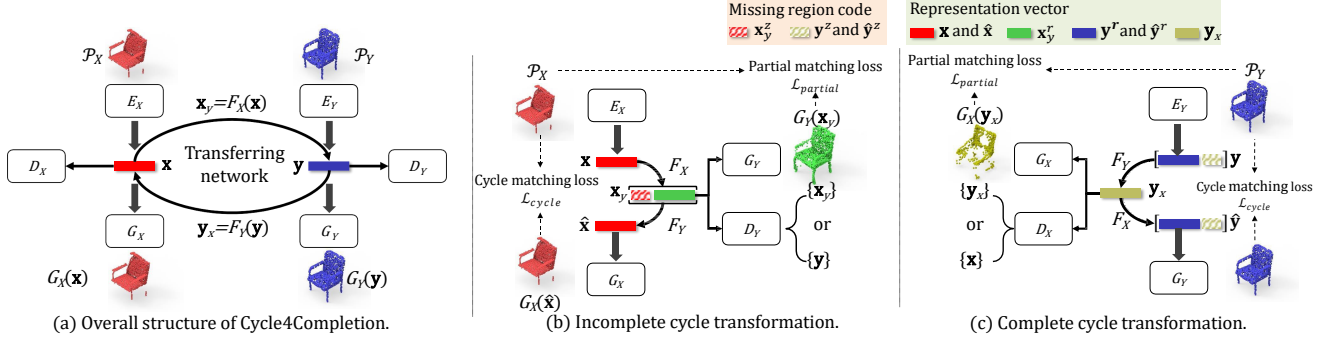 Missing region code
𝐱_y^z 𝐲^z and 𝐲̂^z
Representation vector
𝐱 and 𝐱̂ 𝐱_y^r 𝐲^r and 𝐲̂^r 𝐲_x
𝒫_X 𝒫_Y
E_X E_Y
𝐱_y=F_X(𝐱)
D_X 𝐱 Transferring network 𝐲 D_Y
𝐲_x=F_Y(𝐲)
G_X G_Y
G_X(𝐱) G_Y(𝐲)
(a) Overall structure of Cycle4Completion.
𝒫_X Partial matching loss
ℒ_partial
E_X G_Y(𝐱_y)
𝐱 F_X G_Y
Cycle matching loss
ℒ_cycle
𝐱_y {𝐱_y}
𝐱̂ F_Y D_Y or
{𝐲}
G_X
G_X(𝐱̂)
(b) Incomplete cycle transformation.
Partial matching loss 𝒫_Y
ℒ_partial
G_X(𝐲_x) E_Y
G_X F_Y [ ] 𝐲
{𝐲_x} 𝐲_x Cycle matching loss
ℒ_cycle
or D_X F_X [ ] 𝐲̂
{𝐱}
G_Y
(c) Complete cycle transformation.